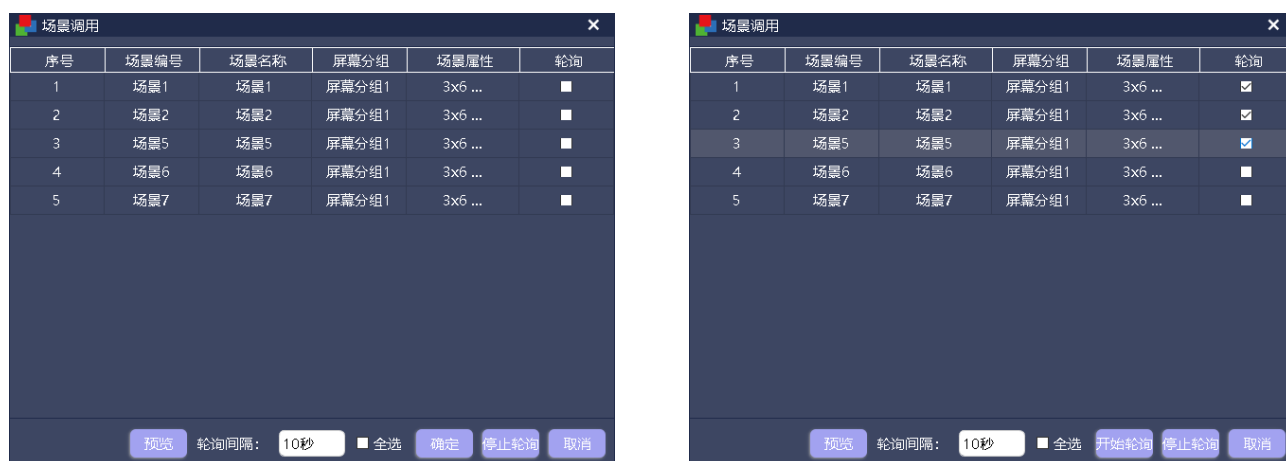 场景调用
序号 场景编号 场景名称 屏幕分组 场景属性 轮询
1 场景1 场景1 屏幕分组1 3x6 ...
2 场景2 场景2 屏幕分组1 3x6 ...
3 场景5 场景5 屏幕分组1 3x6 ...
4 场景6 场景6 屏幕分组1 3x6 ...
5 场景7 场景7 屏幕分组1 3x6 ...
预览 轮询间隔： 10秒 全选 确定 停止轮询 取消
场景调用
序号 场景编号 场景名称 屏幕分组 场景属性 轮询
1 场景1 场景1 屏幕分组1 3x6 ...
2 场景2 场景2 屏幕分组1 3x6 ...
3 场景5 场景5 屏幕分组1 3x6 ...
4 场景6 场景6 屏幕分组1 3x6 ...
5 场景7 场景7 屏幕分组1 3x6 ...
预览 轮询间隔： 10秒 全选 开始轮询 停止轮询 取消